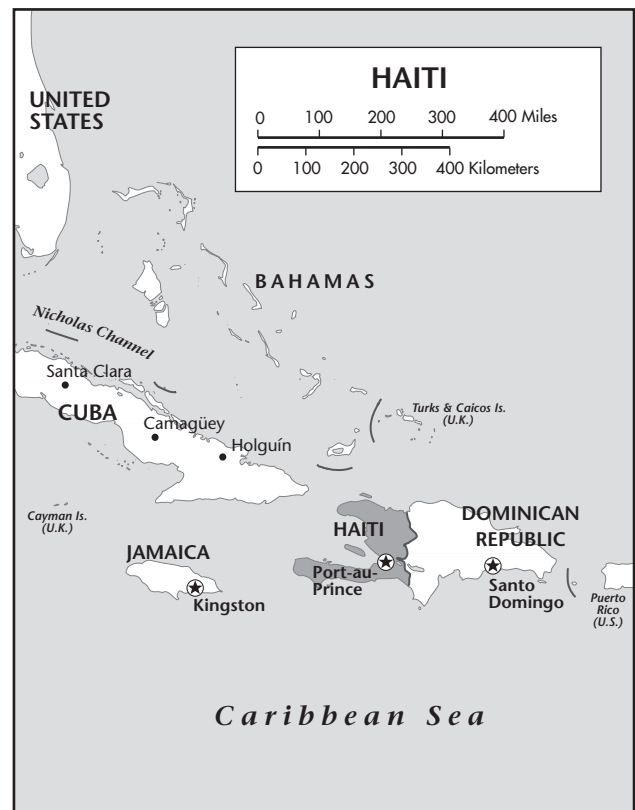 HAITI
0 100 200 300 400 Miles
0 100 200 300 400 Kilometers
UNITED
STATES
BAHAMAS
Nicholas Channel
Santa Clara
CUBA
Camagüey
Holguín
Turks & Caicos Is.
(U.K.)
Cayman Is.
(U.K.)
JAMAICA
Kingston
HAITI
Port-au-
Prince
DOMINICAN
REPUBLIC
Santo
Domingo
Puerto
Rico
(U.S.)
Caribbean Sea